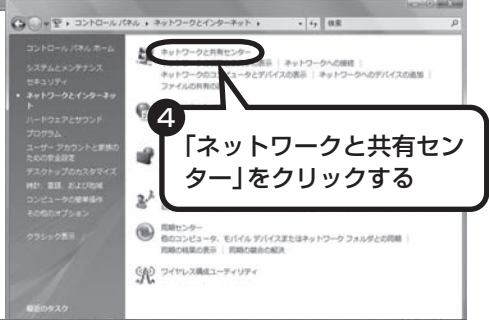 コントロール パネル ▸ ネットワークとインターネット ▸
検索
コントロール パネル ホーム
システムとメンテナンス
セキュリティ
ネットワークとインターネット
ハードウェアとサウンド
プログラム
ユーザー アカウントと家族のための安全設定
デスクトップのカスタマイズ
時計、言語、および地域
コンピュータの簡単操作
その他のオプション
クラシック表示
最近のタスク
ネットワークと共有センター
の表示 | ネットワークへの接続
ネットワークのコンピュータとデバイスの表示 | ネットワークへのデバイスの追加
ファイルの共有の
4
「ネットワークと共有セン
ター」をクリックする
同期センター
他のコンピュータ、モバイル デバイスまたはネットワーク フォルダとの同期
同期の結果の表示 | 同期の競合の解決
ワイヤレス構成ユーティリティ